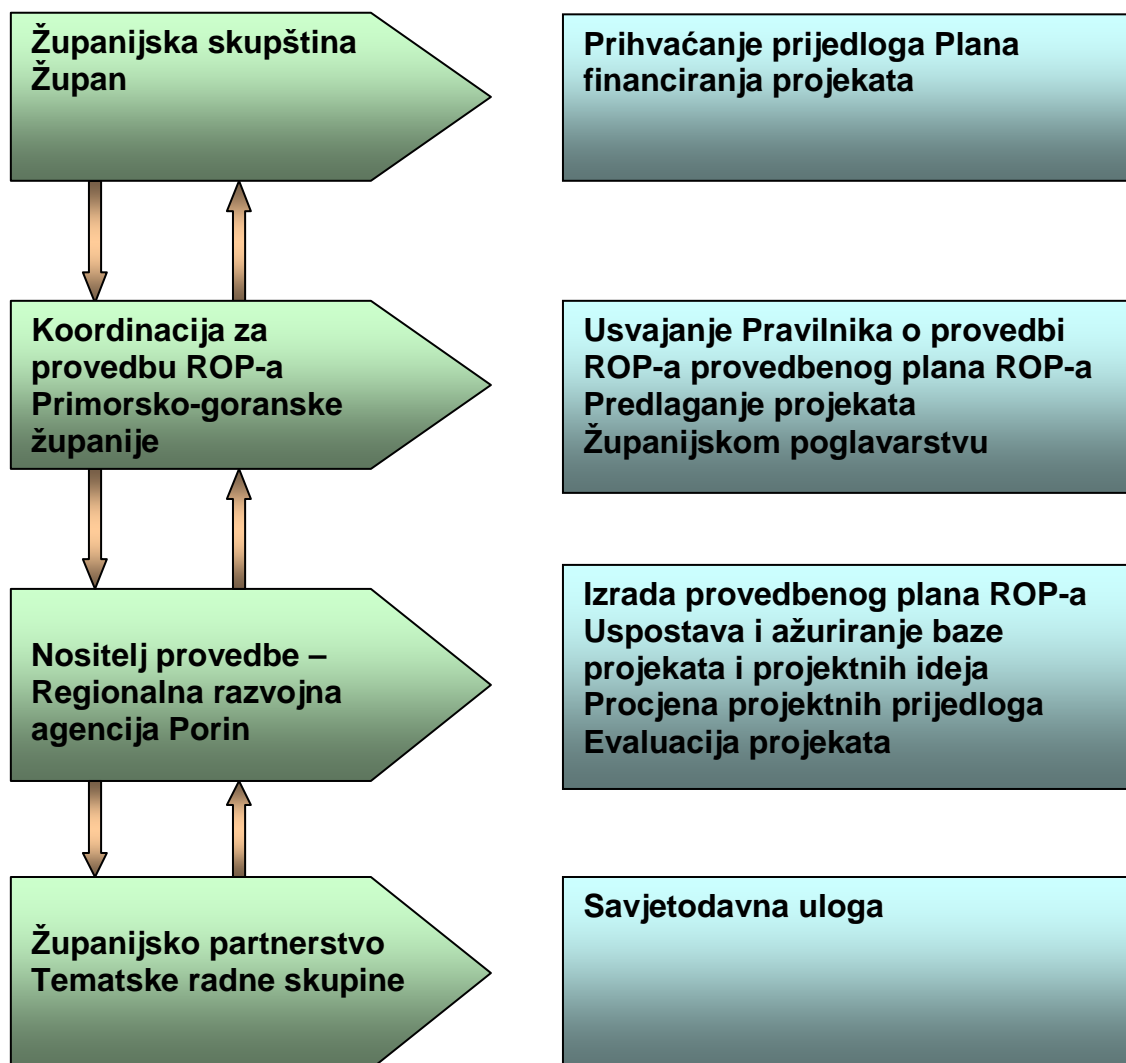 Županijska skupština
Župan
Prihvaćanje prijedloga Plana
financiranja projekata
Koordinacija za
provedbu ROP-a
Primorsko-goranske
županije
Usvajanje Pravilnika o provedbi
ROP-a provedbenog plana ROP-a
Predlaganje projekata
Županijskom poglavarstvu
Nositelj provedbe –
Regionalna razvojna
agencija Porin
Izrada provedbenog plana ROP-a
Uspostava i ažuriranje baze
projekata i projektnih ideja
Procjena projektnih prijedloga
Evaluacija projekata
Županijsko partnerstvo
Tematske radne skupine
Savjetodavna uloga